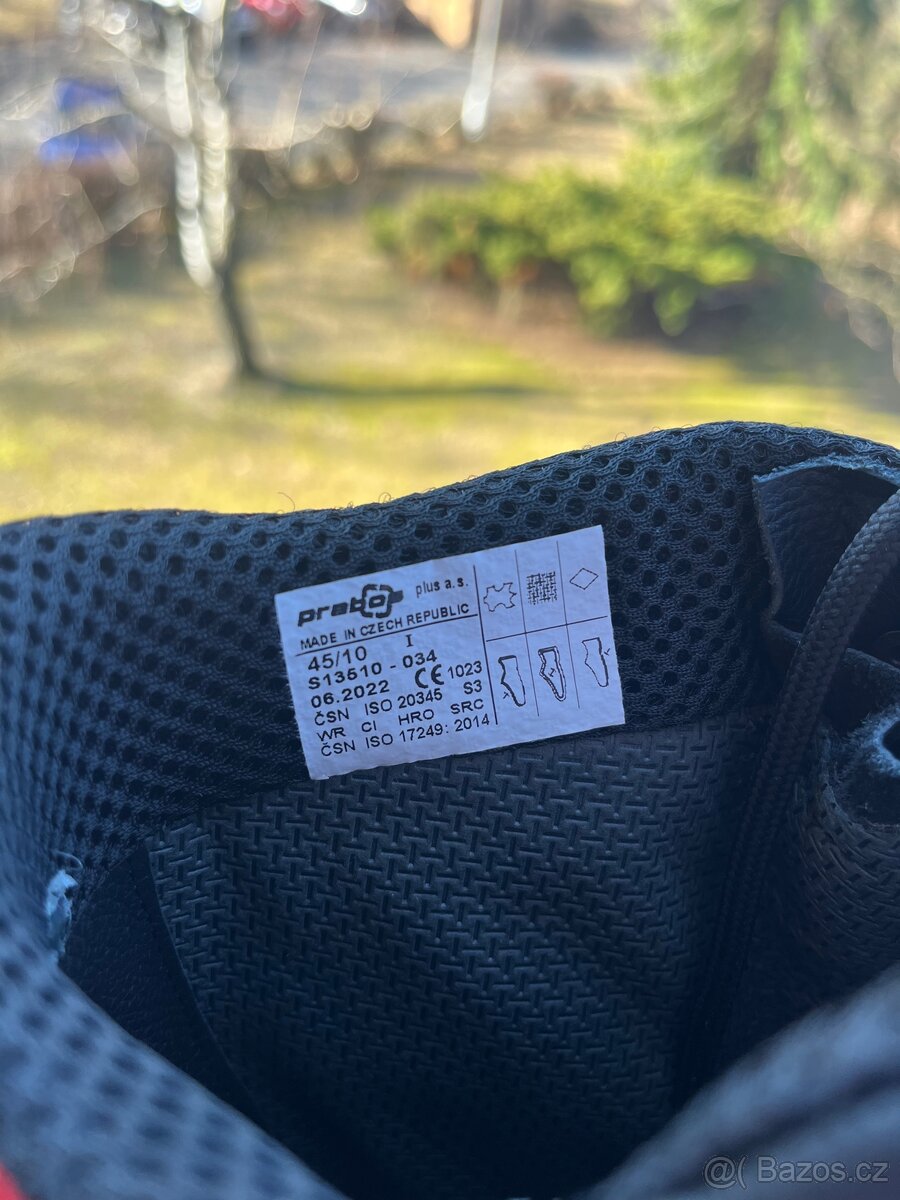 prabos plus a.s.
MADE IN CZECH REPUBLIC
45/10 I
S13510 - 034
06.2022 CE 1023
ČSN ISO 20345 S3
WR CI HRO SRC
ČSN ISO 17249: 2014
@( Bazos.cz